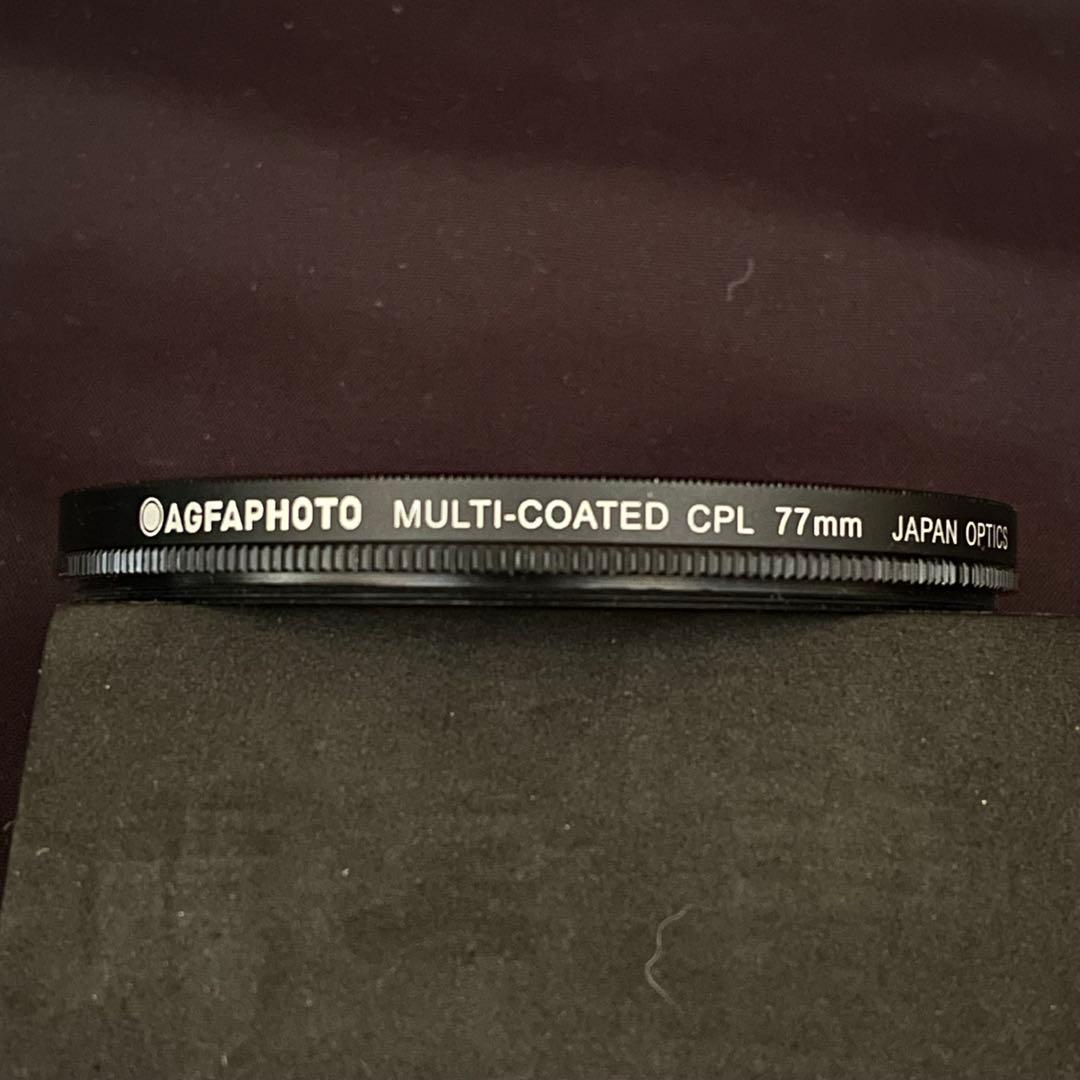 AGFAPHOTO MULTI-COATED CPL 77mm JAPAN OPTICS